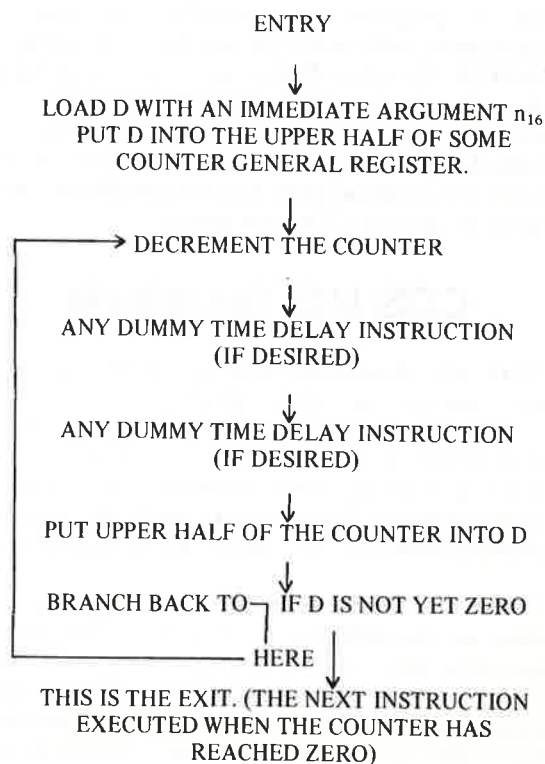 ENTRY
LOAD D WITH AN IMMEDIATE ARGUMENT n16
PUT D INTO THE UPPER HALF OF SOME
COUNTER GENERAL REGISTER.
DECREMENT THE COUNTER
ANY DUMMY TIME DELAY INSTRUCTION
(IF DESIRED)
ANY DUMMY TIME DELAY INSTRUCTION
(IF DESIRED)
PUT UPPER HALF OF THE COUNTER INTO D
BRANCH BACK TO IF D IS NOT YET ZERO
HERE
THIS IS THE EXIT. (THE NEXT INSTRUCTION
EXECUTED WHEN THE COUNTER HAS
REACHED ZERO)